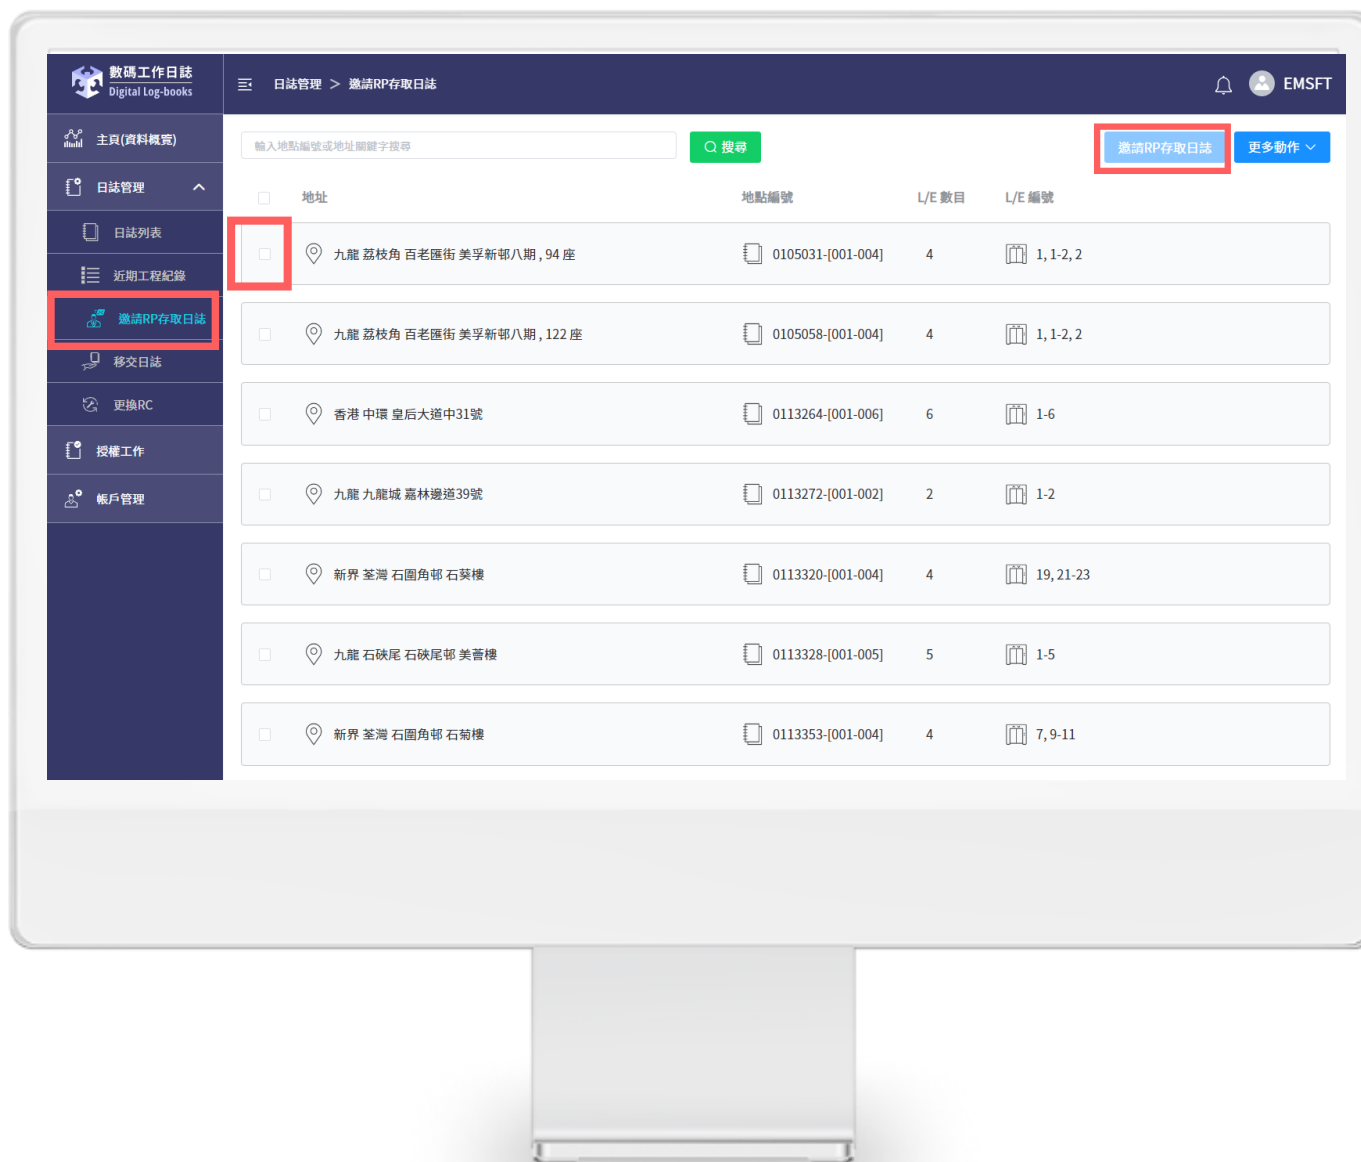 數碼工作日誌
Digital Log-books
日誌管理 > 邀請RP存取日誌
EMSFT
主頁(資料概覽)
日誌管理
日誌列表
近期工程紀錄
邀請RP存取日誌
移交日誌
更換RC
授權工作
帳戶管理
輸入地點編號或地址關鍵字搜尋
搜尋
邀請RP存取日誌
更多動作
地址 地點編號 L/E 數目 L/E 編號
九龍 荔枝角 百老匯街 美孚新邨八期 , 94 座 0105031-[001-004] 4 1, 1-2, 2
九龍 荔枝角 百老匯街 美孚新邨八期 , 122 座 0105058-[001-004] 4 1, 1-2, 2
香港 中環 皇后大道中31號 0113264-[001-006] 6 1-6
九龍 九龍城 嘉林邊道39號 0113272-[001-002] 2 1-2
新界 荃灣 石圍角邨 石葵樓 0113320-[001-004] 4 19, 21-23
九龍 石硤尾 石硤尾邨 美薈樓 0113328-[001-005] 5 1-5
新界 荃灣 石圍角邨 石菊樓 0113353-[001-004] 4 7, 9-11